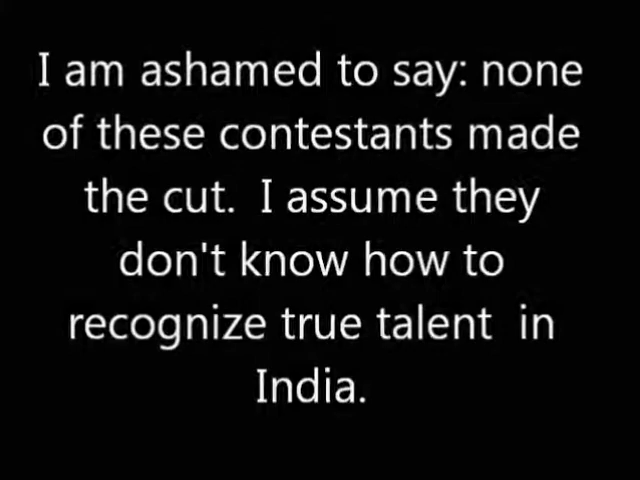 I am ashamed to say: none
of these contestants made
the cut.  I assume they
don't know how to
recognize true talent  in
India.